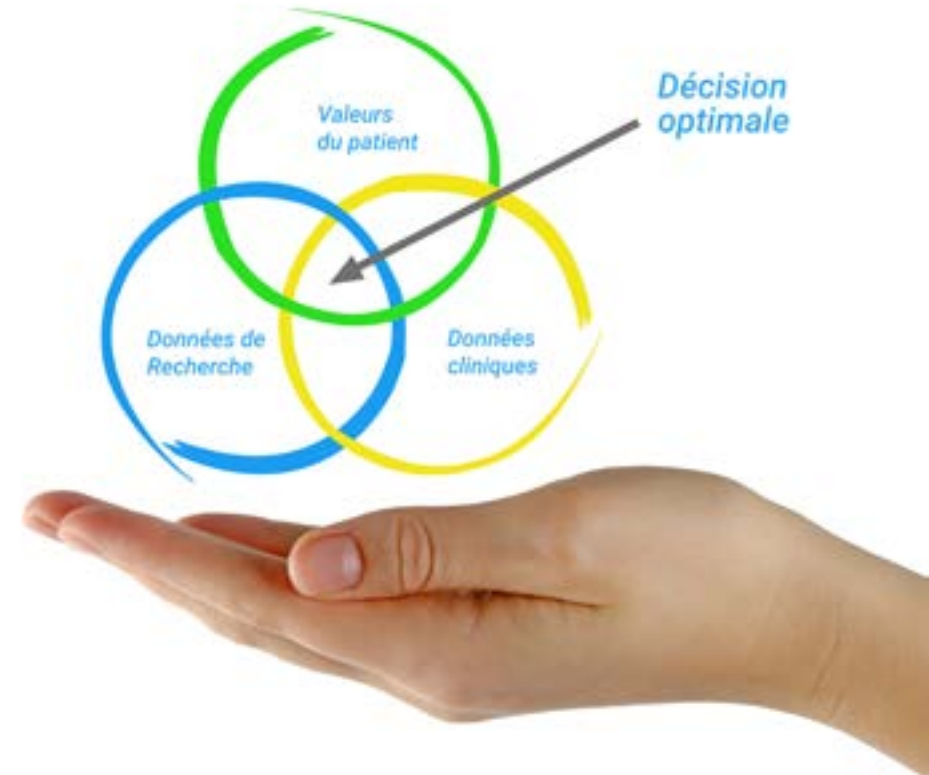 Décision
optimale
Valeurs
du patient
Données de
Recherche
Données
cliniques